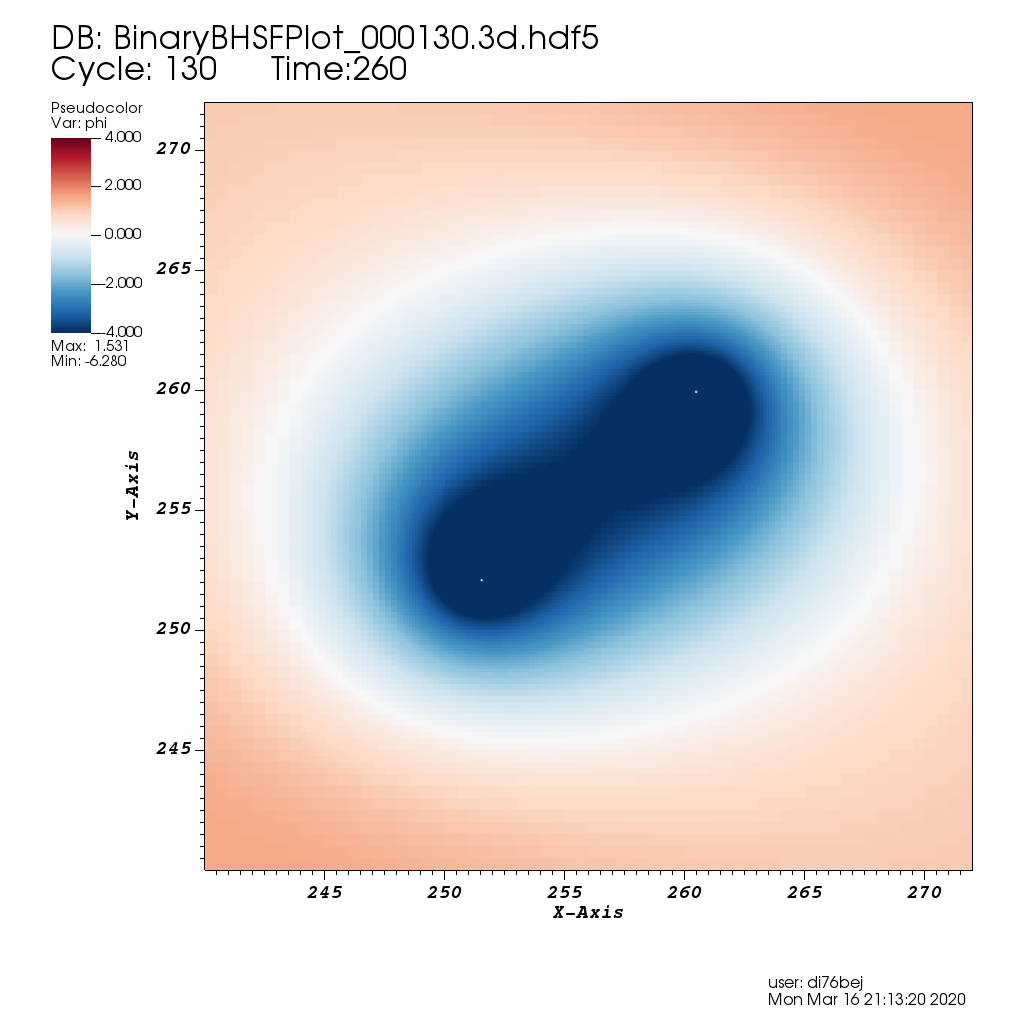 DB: BinaryBHSFPlot_000130.3d.hdf5
Cycle: 130 Time:260
Pseudocolor
Var: phi
4.000
2.000
0.000
-2.000
-4.000
Max: 1.531
Min: -6.280
270
265
260
255
250
245
Y-Axis
245 250 255 260 265 270
X-Axis
user: di76bej
Mon Mar 16 21:13:20 2020